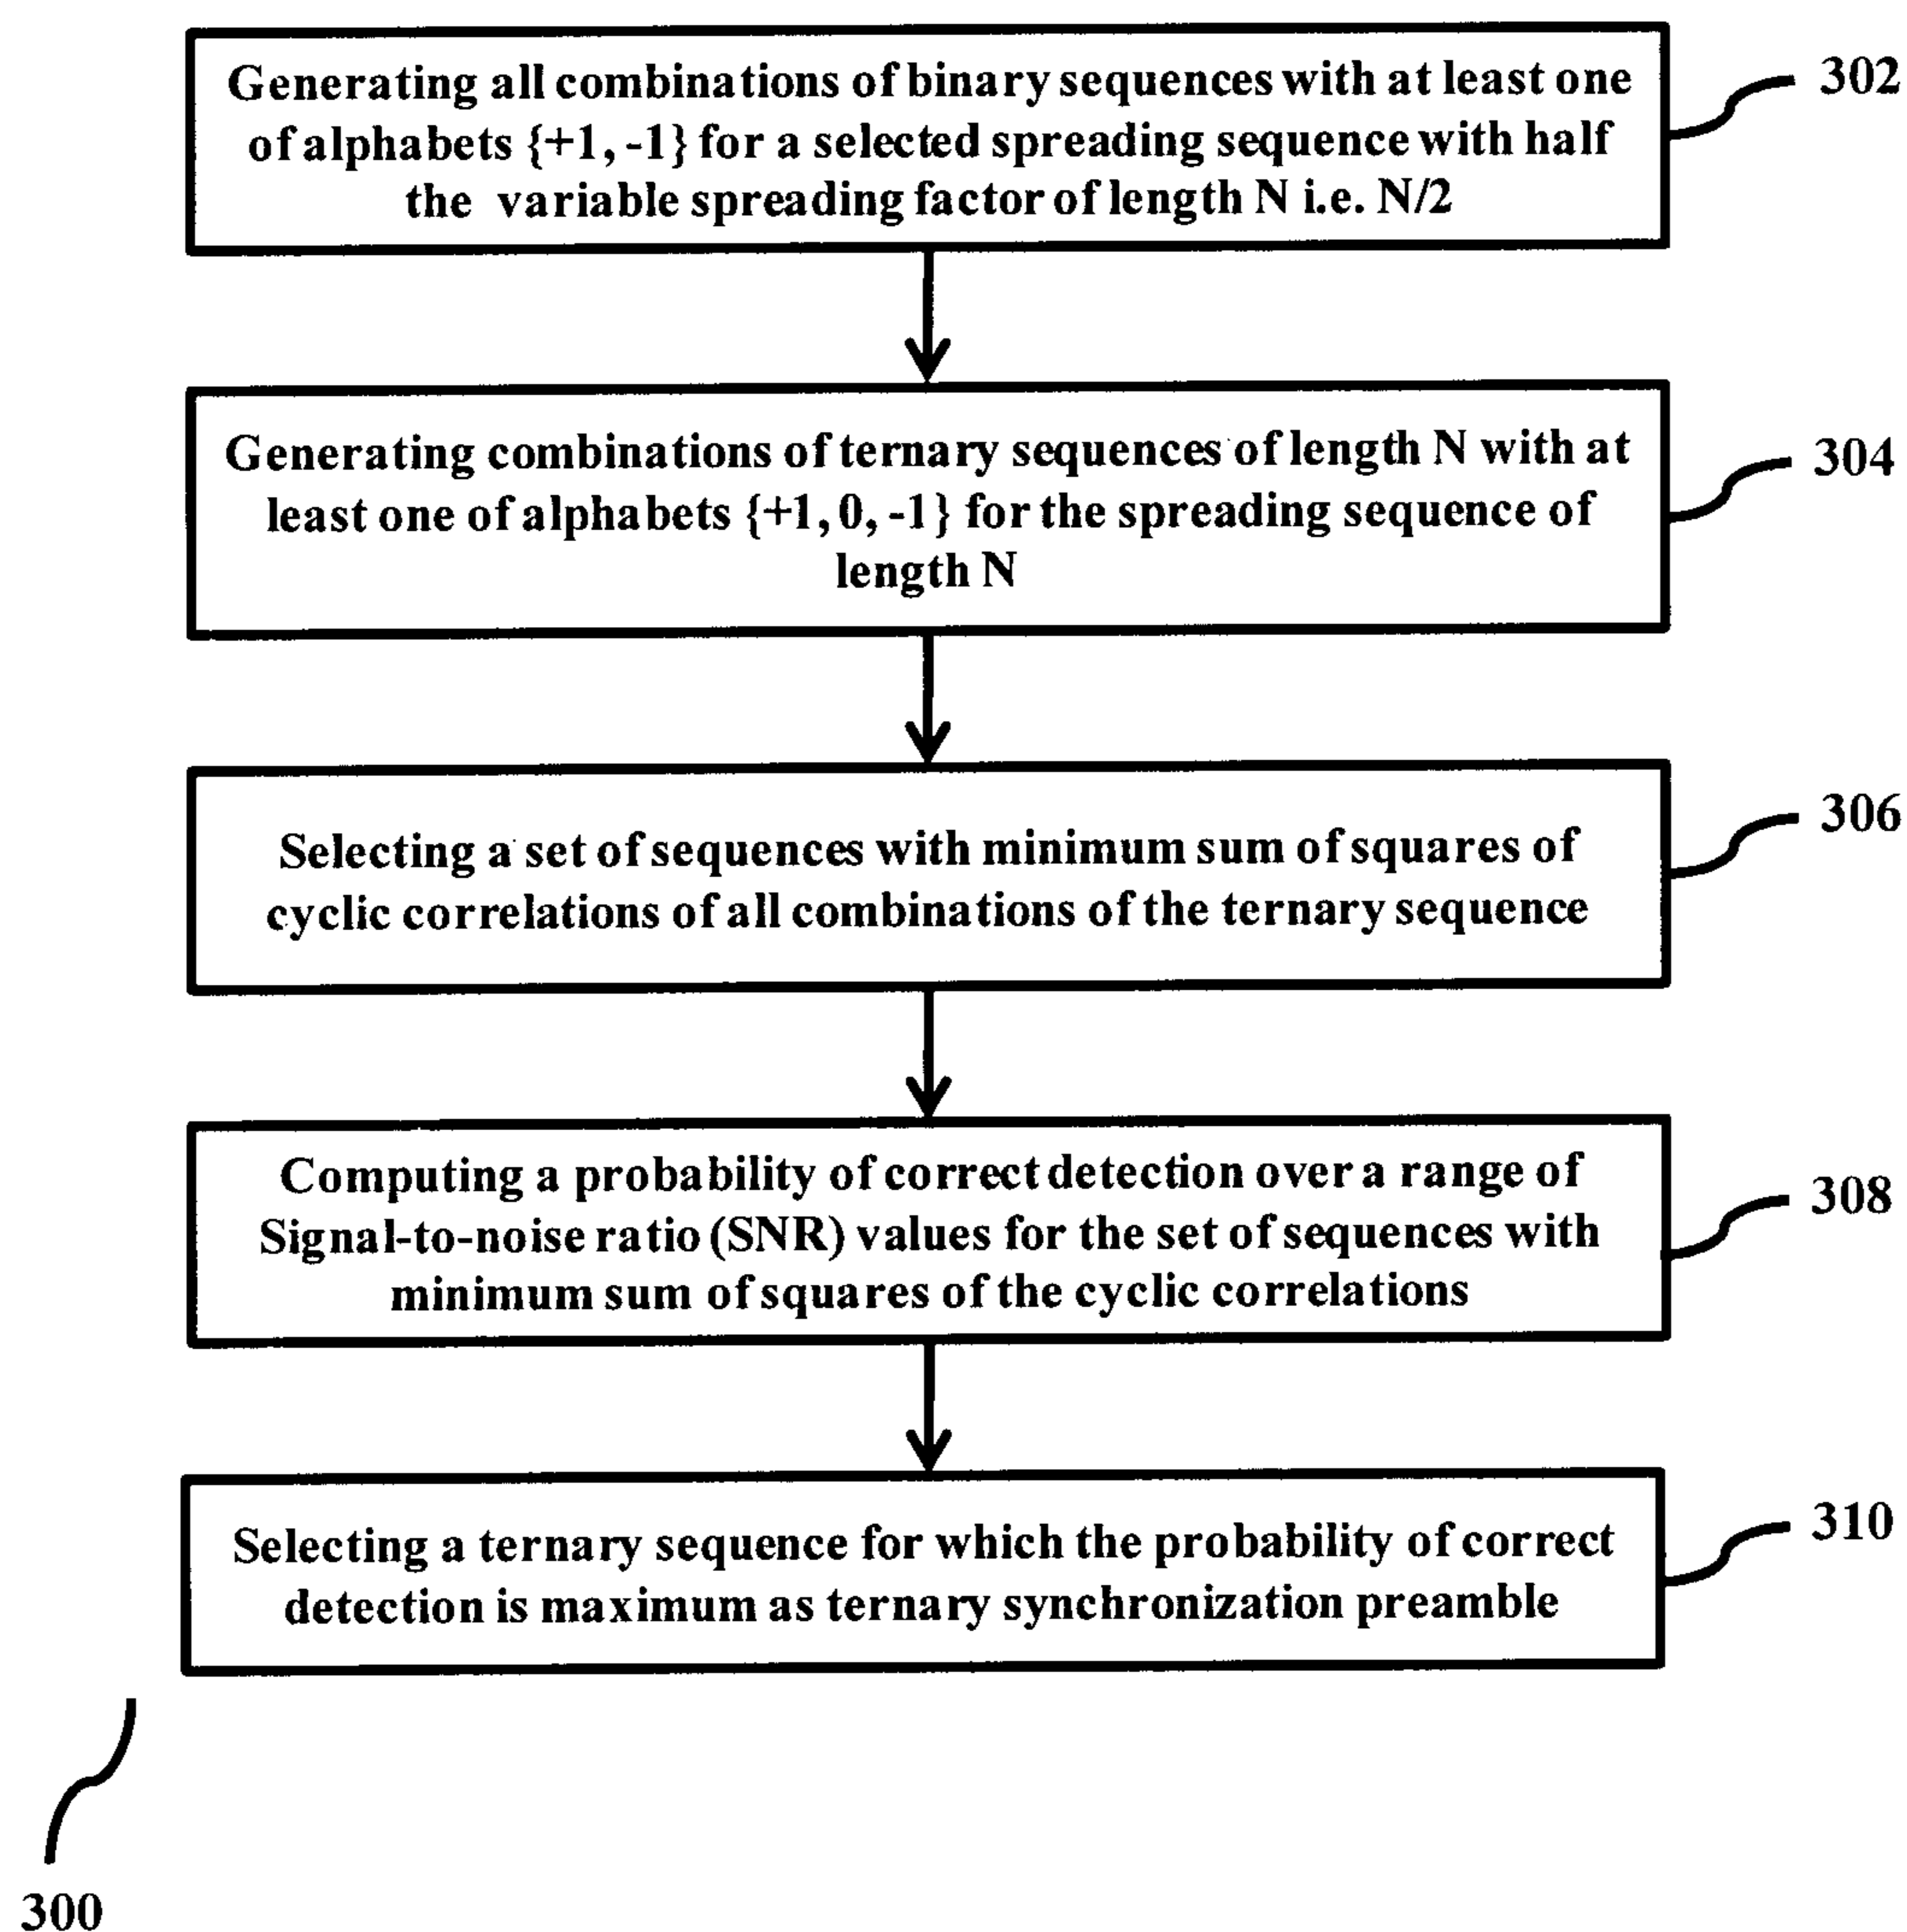 Generating all combinations of binary sequences with at least one
of alphabets {+1, -1} for a selected spreading sequence with half
the variable spreading factor of length N i.e. N/2
302
Generating combinations of ternary sequences of length N with at
least one of alphabets {+1, 0, -1} for the spreading sequence of
length N
304
Selecting a set of sequences with minimum sum of squares of
cyclic correlations of all combinations of the ternary sequence
306
Computing a probability of correct detection over a range of
Signal-to-noise ratio (SNR) values for the set of sequences with
minimum sum of squares of the cyclic correlations
308
Selecting a ternary sequence for which the probability of correct
detection is maximum as ternary synchronization preamble
310
300